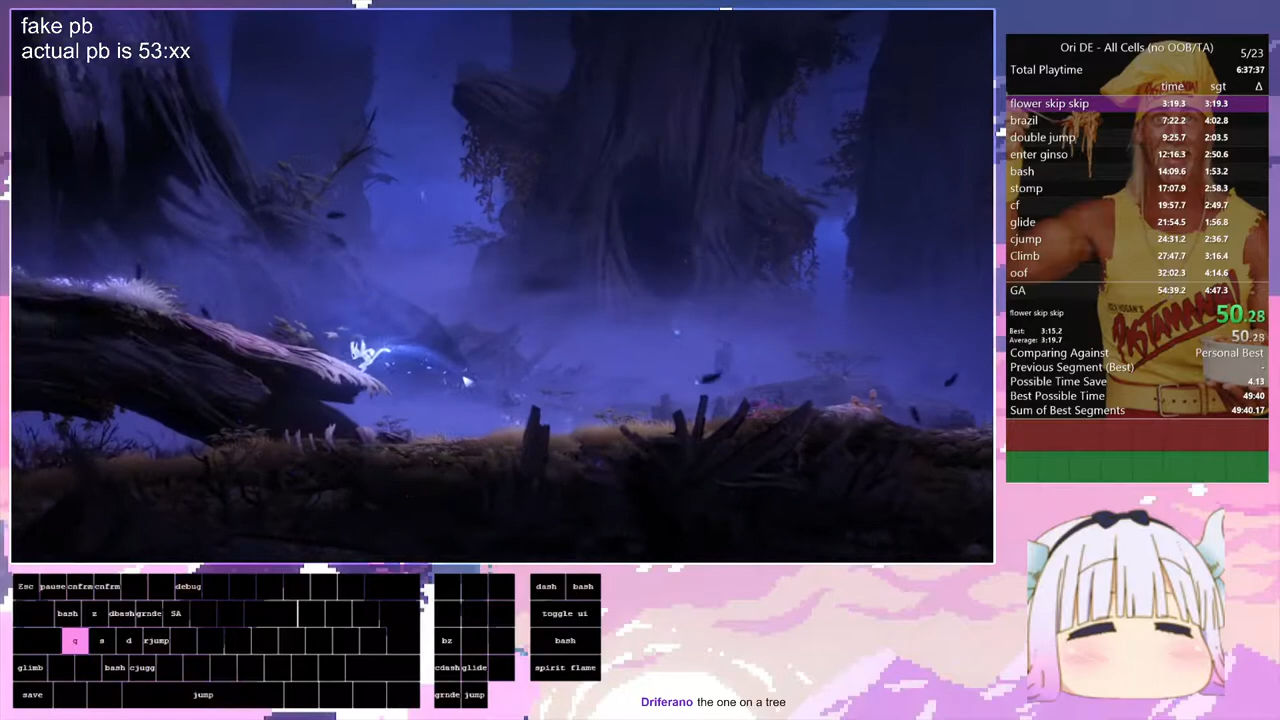 fake pb
actual pb is 53:xx
Ori DE - All Cells (no OOB/TA)
5/23
Total Playtime 6:37:37
time sgt Δ
flower skip skip 3:19.3 3:19.3
brazil 7:22.2 4:02.8
double jump 9:25.7 2:03.5
enter ginso 12:16.3 2:50.6
bash 14:09.6 1:53.2
stomp 17:07.9 2:58.3
cf 19:57.7 2:49.7
glide 21:54.5 1:56.8
cjump 24:31.2 2:36.7
Climb 27:47.7 3:16.4
oof 32:02.3 4:14.6
GA 54:39.2 4:47.3
flower skip skip 50.28
Best: 3:15.2 50.28
Average: 3:19.7
Comparing Against Personal Best
Previous Segment (Best) -
Possible Time Save 4.13
Best Possible Time 49:40
Sum of Best Segments 49:40.17
Esc pause cnfrm cnfrm debug dash bash
bash z dbash grnde SA toggle ui
q s d rjump bz bash
glimb bash cjugg cdash glide spirit flame
save jump grnde jump
Driferano the one on a tree